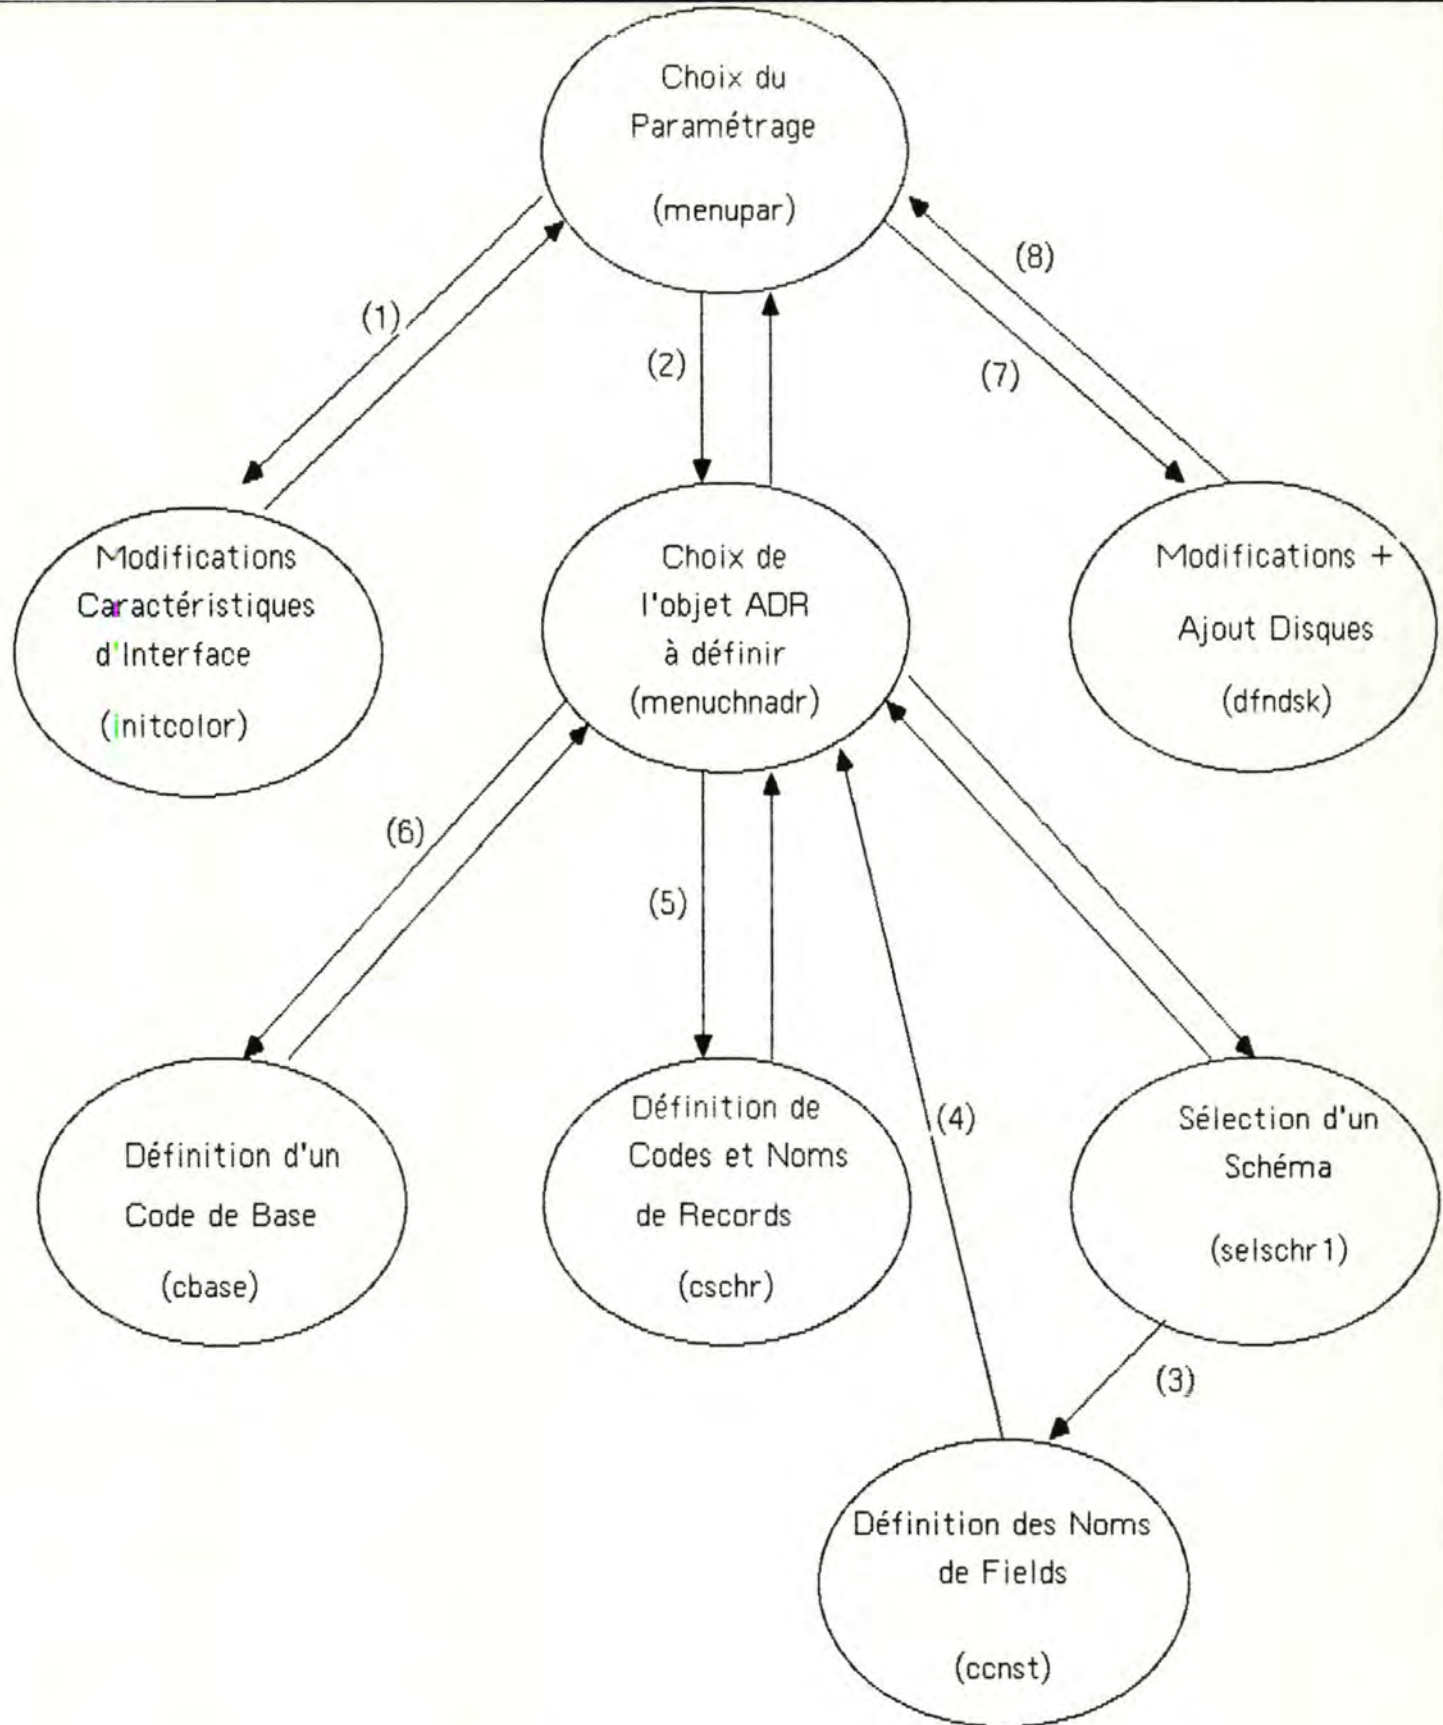 Choix du
Paramétrage
(menupar)
(1)
(2)
(8)
(7)
Modifications
Caractéristiques
d'Interface
(initcolor)
Choix de
l'objet ADR
à définir
(menuchnadr)
Modifications +
Ajout Disques
(dfndsk)
(6)
(5)
(4)
Définition d'un
Code de Base
(cbase)
Définition de
Codes et Noms
de Records
(cschr)
Sélection d'un
Schéma
(selschr1)
(3)
Définition des Noms
de Fields
(ccnst)